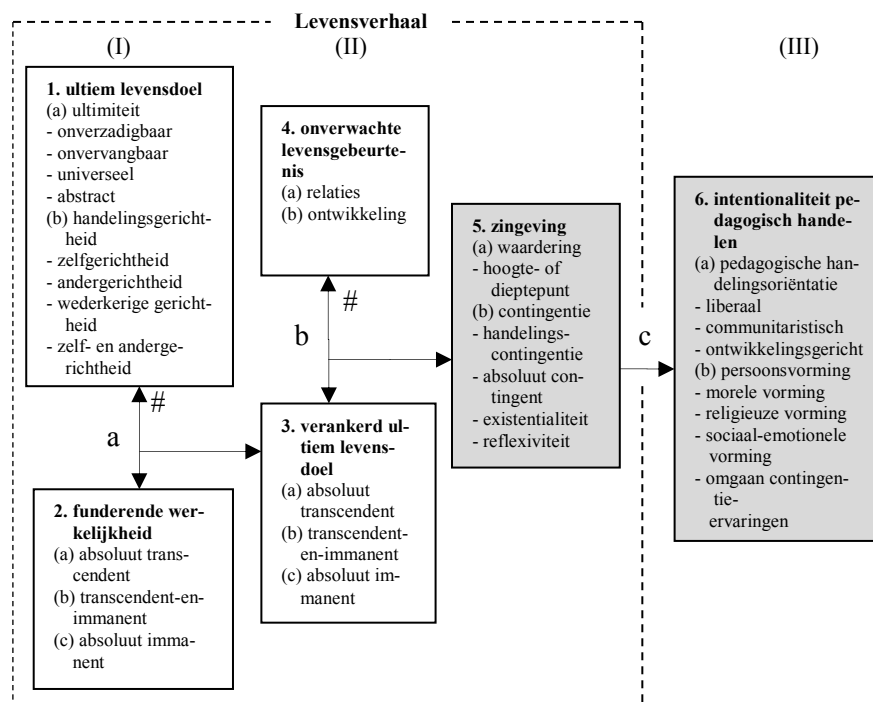 Levensverhaal
(I)
(II)
(III)
1. ultiem levensdoel
(a) ultimiteit
- onverzadigbaar
- onvervangbaar
- universeel
- abstract
(b) handelingsgericht-
heid
- zelfgerichtheid
- andergerichtheid
- wederkerige gericht-
heid
- zelf- en anderge-
richtheid
#
a
2. funderende wer-
kelijkheid
(a) absoluut trans-
cendent
(b) transcendent-en-
immanent
(c) absoluut imma-
nent
4. onverwachte
levensgebeurte-
nis
(a) relaties
(b) ontwikkeling
#
b
3. verankerd ul-
tiem levens-
doel
(a) absoluut
transcendent
(b) transcendent-
en-immanent
(c) absoluut im-
manent
5. zingeving
(a) waardering
- hoogte- of
dieptepunt
(b) contingentie
- handelings-
contingentie
- absoluut con-
tingent
- existentialiteit
- reflexiviteit
c
6. intentionaliteit pe-
dagogisch hande-
len
(a) pedagogische han-
delingsoriëntatie
- liberaal
- communitaristisch
- ontwikkelingsgericht
(b) persoonsvorming
- morele vorming
- religieuze vorming
- sociaal-emotionele
vorming
- omgaan contingen-
tie-
ervaringen